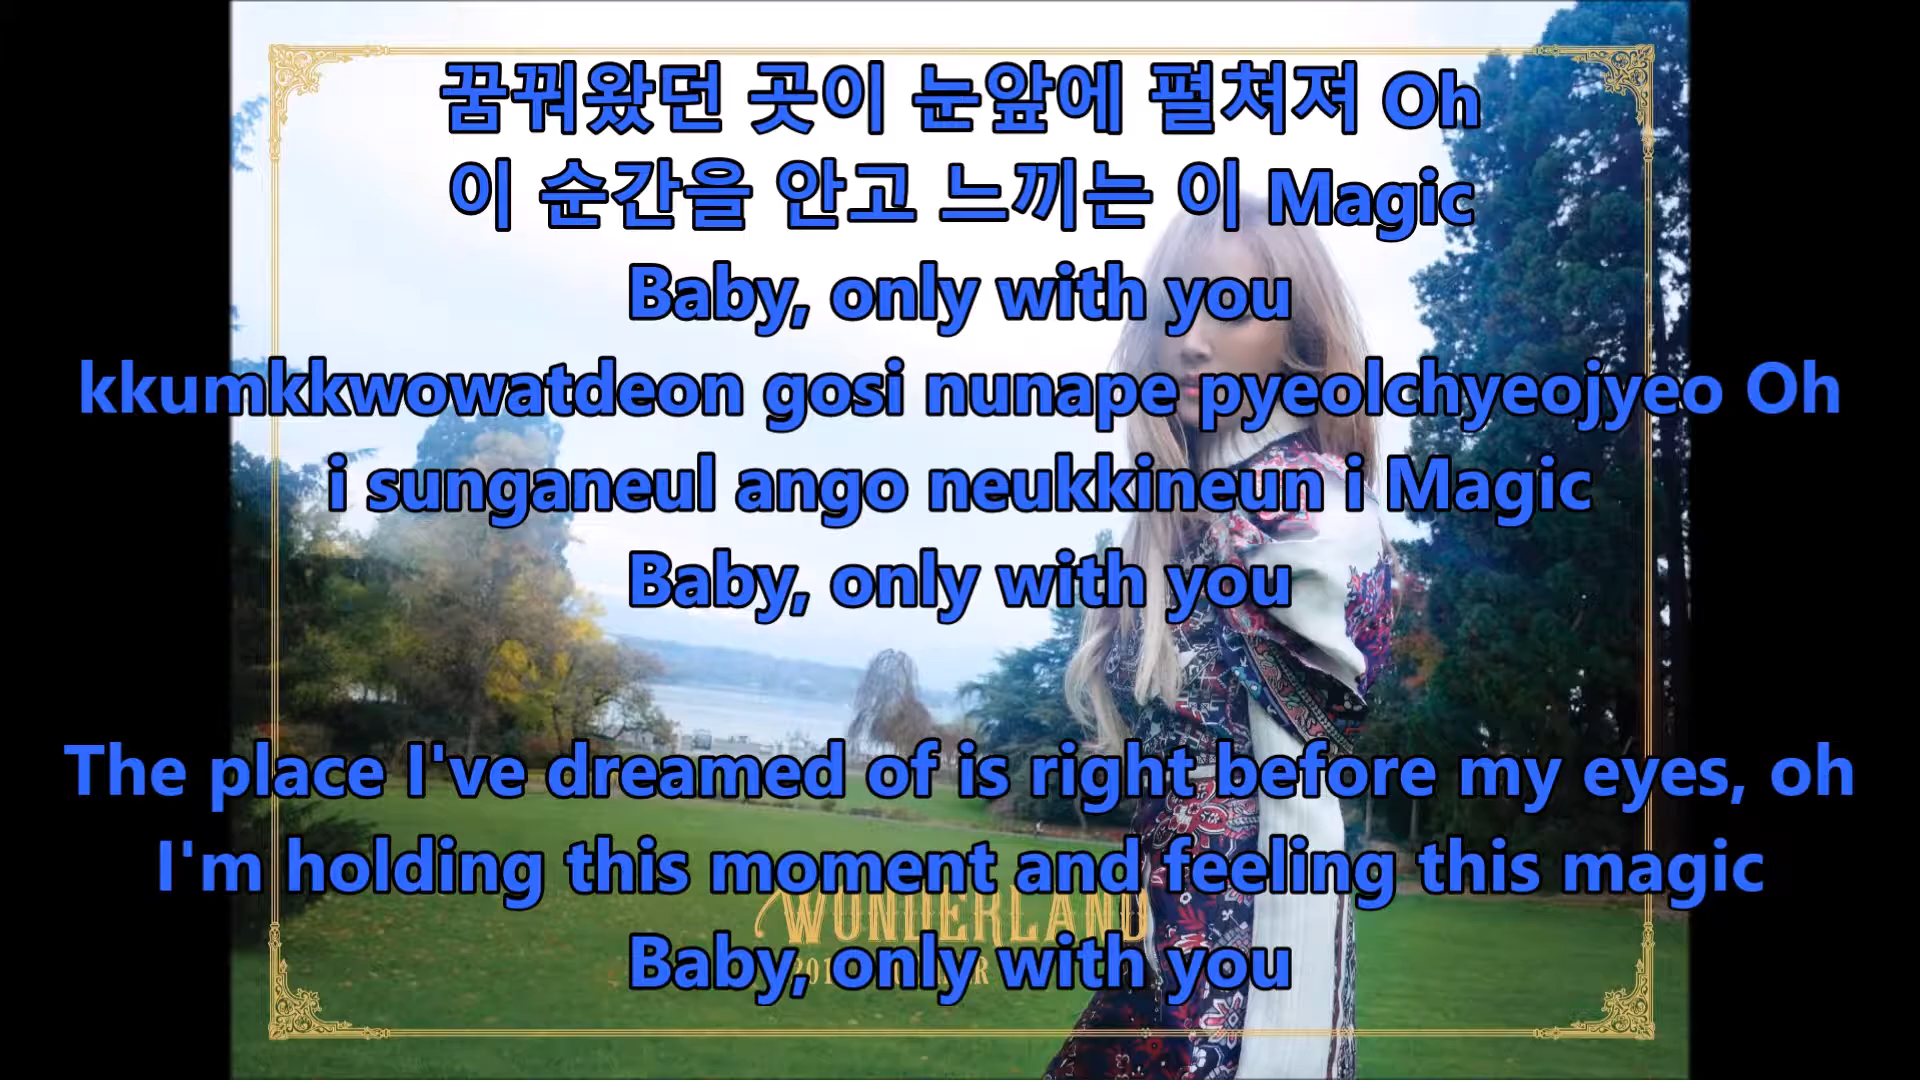 꿈꿔왔던 곳이 눈앞에 펼쳐져 Oh
이 순간을 안고 느끼는 이 Magic
Baby, only with you
kkumkkwowatdeon gosi nunape pyeolchyeojyeo Oh
i sunganeul ango neukkineun i Magic
Baby, only with you
The place I've dreamed of is right before my eyes, oh
I'm holding this moment and feeling this magic
WONDERLAND
Baby, only with you